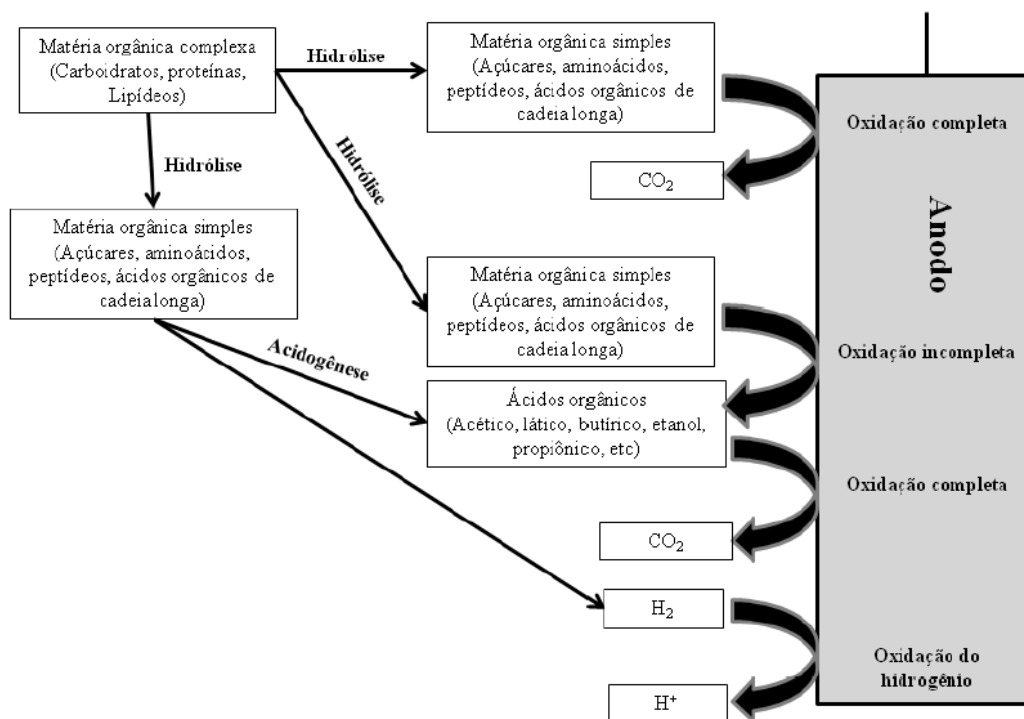 Matéria orgânica complexa
(Carboidratos, proteínas,
Lipídeos)
Hidrólise
Matéria orgânica simples
(Açúcares, aminoácidos,
peptídeos, ácidos orgânicos de
cadeia longa)
Oxidação completa
CO2
Hidrólise
Hidrólise
Matéria orgânica simples
(Açúcares, aminoácidos,
peptídeos, ácidos orgânicos de
cadeia longa)
Anodo
Matéria orgânica simples
(Açúcares, aminoácidos,
peptídeos, ácidos orgânicos de
cadeia longa)
Oxidação incompleta
Acidogênese
Ácidos orgânicos
(Acético, lático, butírico, etanol,
propiônico, etc)
Oxidação completa
CO2
H2
Oxidação do
hidrogênio
H+